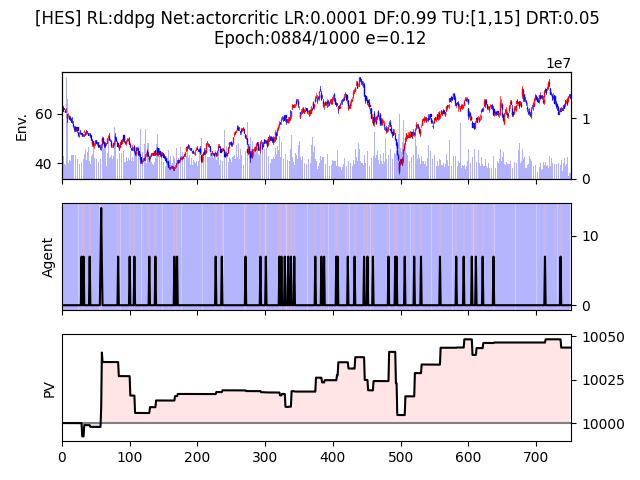 [HES] RL:ddpg Net:actorcritic LR:0.0001 DF:0.99 TU:[1,15] DRT:0.05
Epoch:0884/1000 e=0.12
1e7
Env.
60
40
1
0
Agent
10
0
PV
10050
10025
10000
0 100 200 300 400 500 600 700